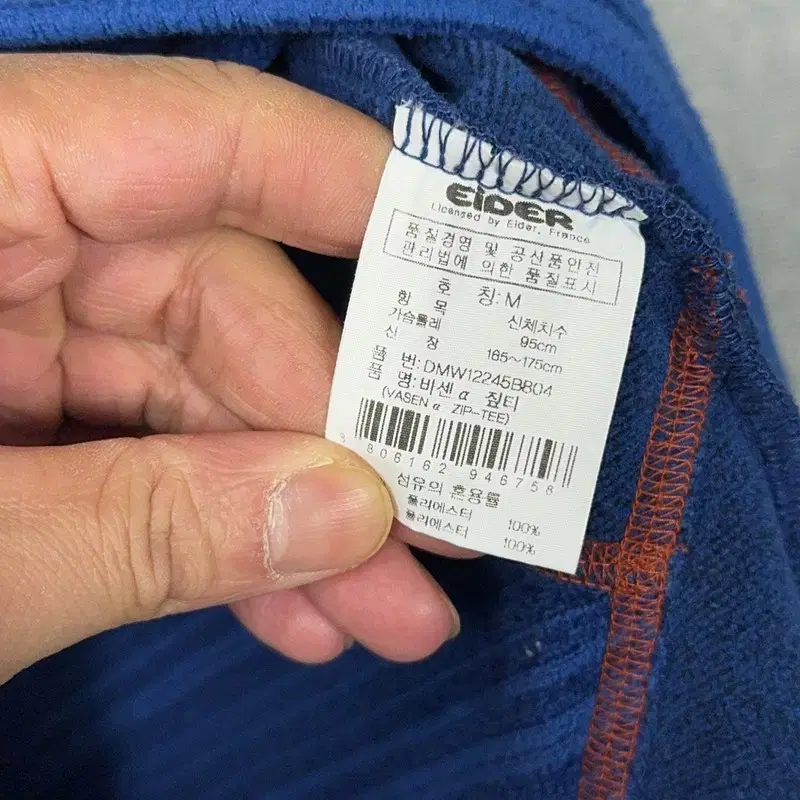 EiDER
Licensed by Eider, France
품질경영 및 공산품안전
관리법에 의한 품질표시
호 칭: M
항 목 신체치수
가슴둘레 95cm
신 장 165~175cm
품 번: DMW12245B804
품 명: 비센 α 짚티
(VASEN α ZIP-TEE)
8 806162 946758
섬유의 혼용률
폴리에스터 100%
폴리에스터 100%